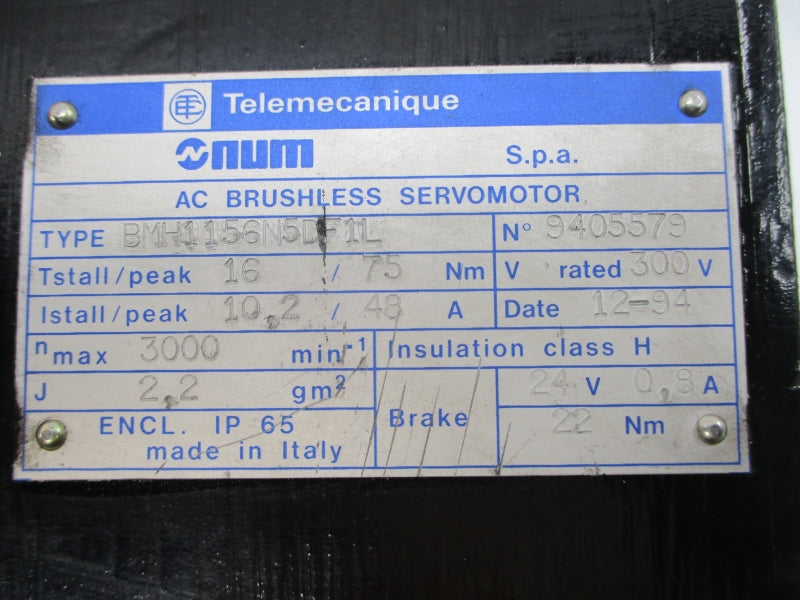 Telemecanique
num S.p.a.
AC BRUSHLESS SERVOMOTOR
TYPE BMH1156N5DF1L N° 9405579
Tstall/peak 16 / 75 Nm V rated 300 V
Istall/peak 10,2 / 48 A Date 12-94
n max 3000 min-1 Insulation class H
J 2,2 gm² 24 V 0,8 A
Brake
ENCL. IP 65 22 Nm
made in Italy